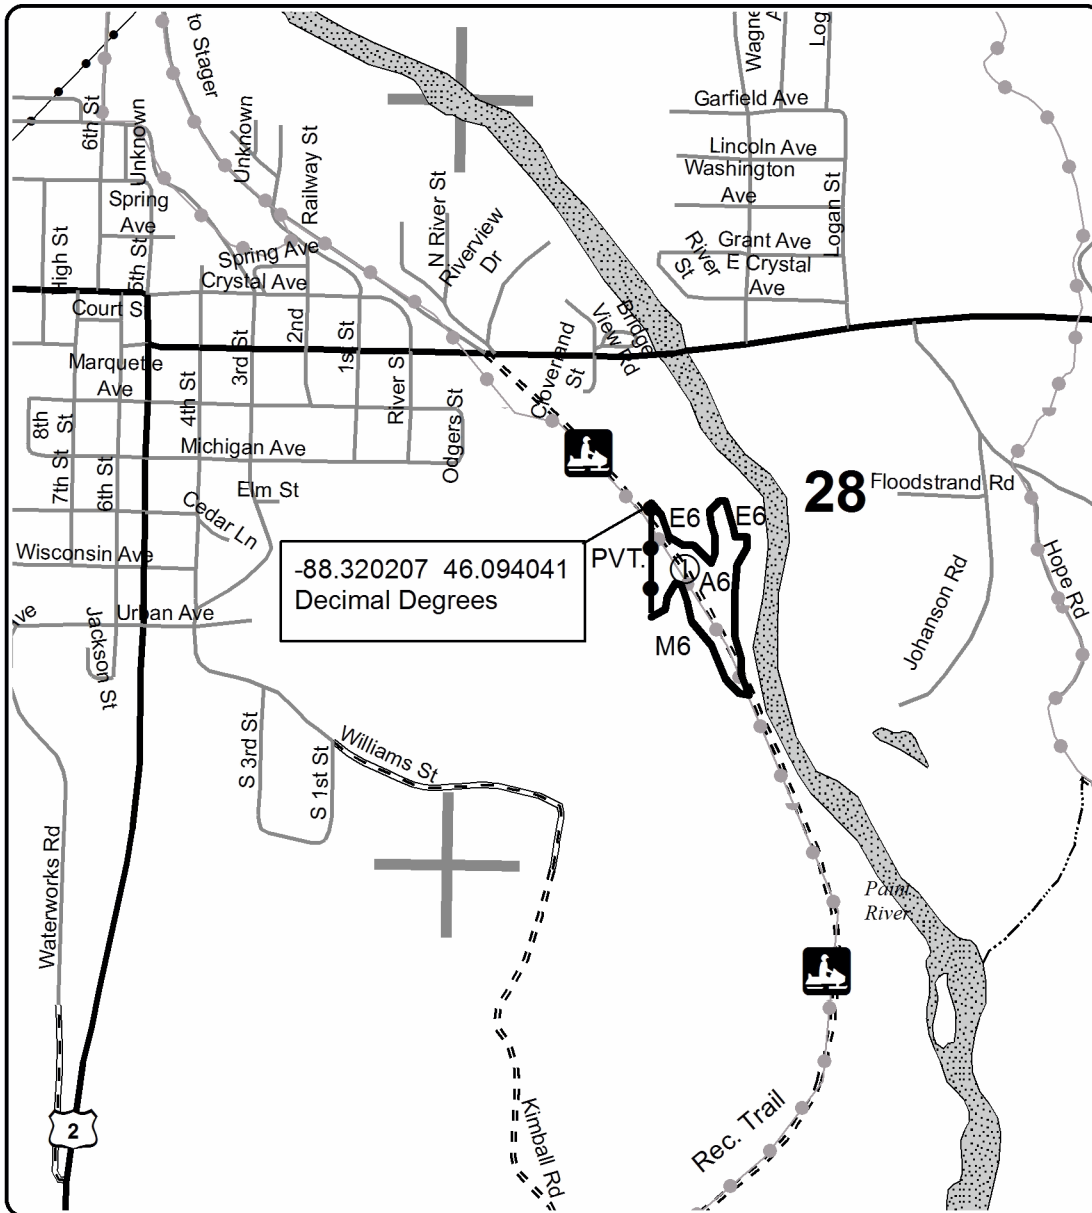 to Stager
Wagne
Log
6th St
Unknown
Unknown
Railway St
Garfield Ave
Lincoln Ave
Washington
Ave
Logan St
Spring
Ave
N River St
Riverview
Dr
Grant Ave
River
St
E Crystal
Ave
High St
5th St
Spring Ave
Crystal Ave
Court S
2nd
1st St
3rd St
Bridge
View Rd
Cloverland
St
Marquette
Ave
4th St
River S
8th
St
Michigan Ave
Odgers St
7th St
6th St
Elm St
Cedar Ln
28
Floodstrand Rd
E6
E6
Wisconsin Ave
-88.320207 46.094041
Decimal Degrees
PVT.
1
A6
Hope Rd
Johanson Rd
ve
Urban Ave
Jackson St
M6
S 3rd St
S 1st St
Williams St
Waterworks Rd
Paint
River
2
Kimball Rd
Rec. Trail